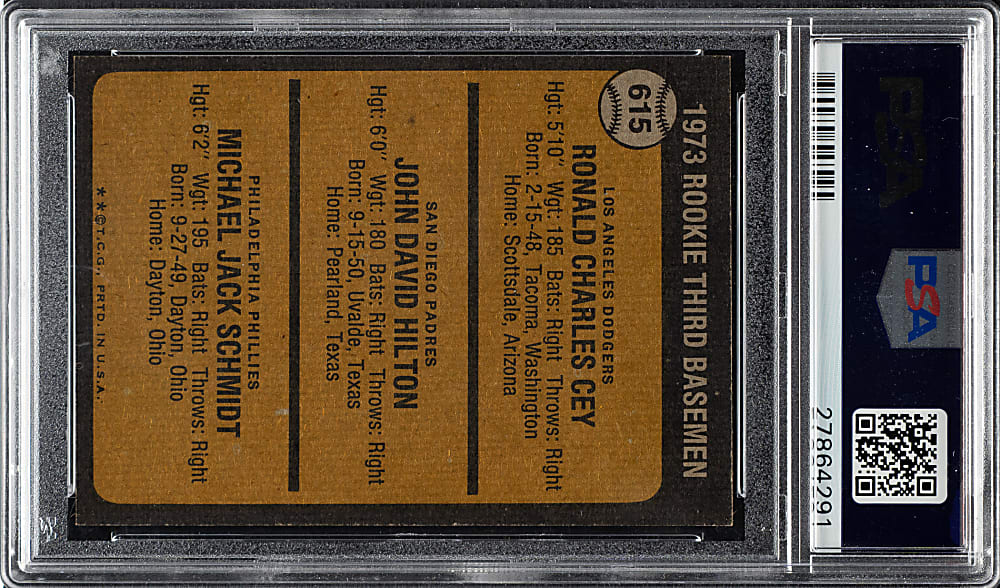 PSA
PSA
27864291
1973 ROOKIE THIRD BASEMEN
615
LOS ANGELES DODGERS
RONALD CHARLES CEY
Hgt: 5'10" Wgt: 185 Bats: Right Throws: Right
Born: 2-15-48, Tacoma, Washington
Home: Scottsdale, Arizona
SAN DIEGO PADRES
JOHN DAVID HILTON
Hgt: 6'0" Wgt: 180 Bats: Right Throws: Right
Born: 9-15-50, Uvalde, Texas
Home: Pearland, Texas
PHILADELPHIA PHILLIES
MICHAEL JACK SCHMIDT
Hgt: 6'2" Wgt: 195 Bats: Right Throws: Right
Born: 9-27-49, Dayton, Ohio
Home: Dayton, Ohio
**©T.C.G., PRTD. IN U.S.A.